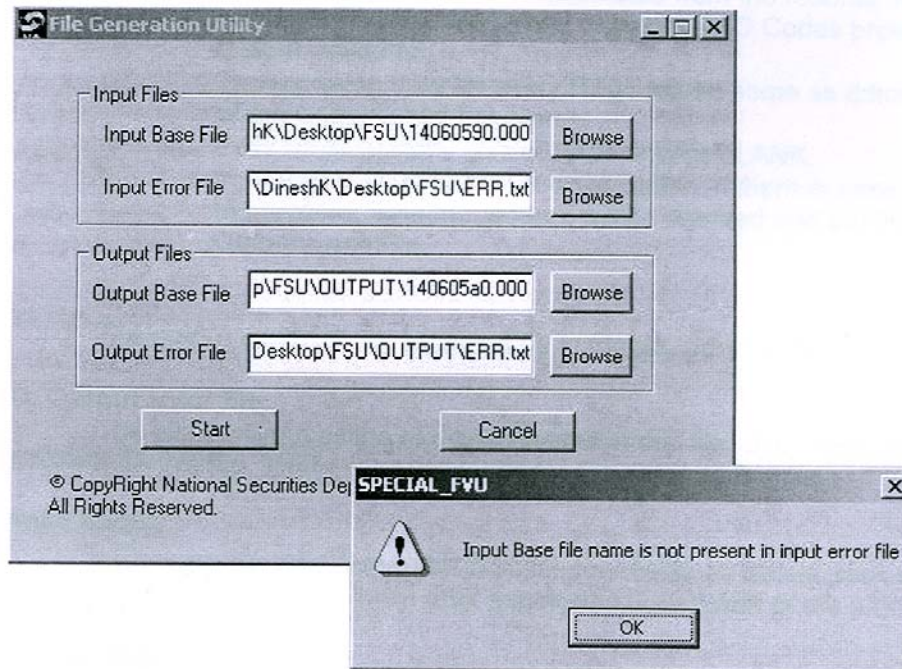 File Generation Utility
Input Files
Input Base File hK\Desktop\FSU\14060590.000 Browse
Input Error File \DineshK\Desktop\FSU\ERR.txt Browse
Output Files
Output Base File p\FSU\OUTPUT\140605a0.000 Browse
Output Error File Desktop\FSU\OUTPUT\ERR.txt Browse
Start Cancel
© CopyRight National Securities De
All Rights Reserved.
SPECIAL_FVU
Input Base file name is not present in input error file
OK